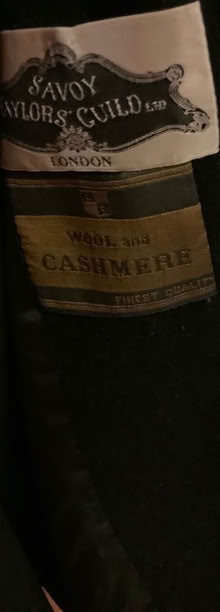 SAVOY
TAYLORS' GUILD LTD
LONDON
WOOL and
CASHMERE
FINEST QUALITY